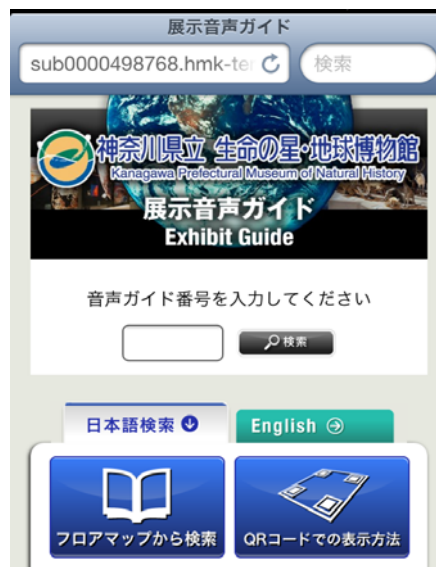 展示音声ガイド
sub0000498768.hmk-te
検索
神奈川県立 生命の星・地球博物館
Kanagawa Prefectural Museum of Natural History
展示音声ガイド
Exhibit Guide
音声ガイド番号を入力してください
検索
日本語検索
English
フロアマップから検索
QRコードでの表示方法